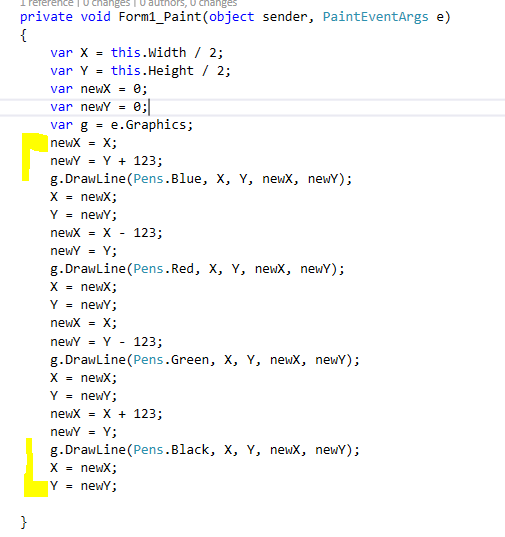 1 reference | 0 changes | 0 authors, 0 changes
private void Form1_Paint(object sender, PaintEventArgs e)
{
var X = this.Width / 2;
var Y = this.Height / 2;
var newX = 0;
var newY = 0;
var g = e.Graphics;
newX = X;
newY = Y + 123;
g.DrawLine(Pens.Blue, X, Y, newX, newY);
X = newX;
Y = newY;
newX = X - 123;
newY = Y;
g.DrawLine(Pens.Red, X, Y, newX, newY);
X = newX;
Y = newY;
newX = X;
newY = Y - 123;
g.DrawLine(Pens.Green, X, Y, newX, newY);
X = newX;
Y = newY;
newX = X + 123;
newY = Y;
g.DrawLine(Pens.Black, X, Y, newX, newY);
X = newX;
Y = newY;
}